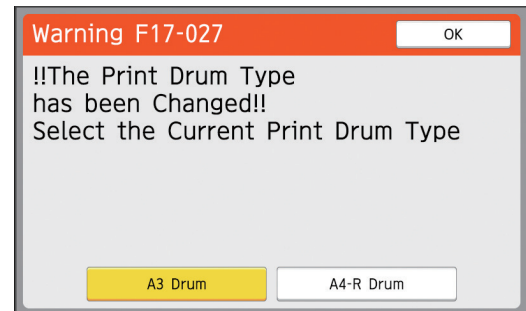 Warning F17-027
OK
!!The Print Drum Type
has been Changed!!
Select the Current Print Drum Type
A3 Drum
A4-R Drum